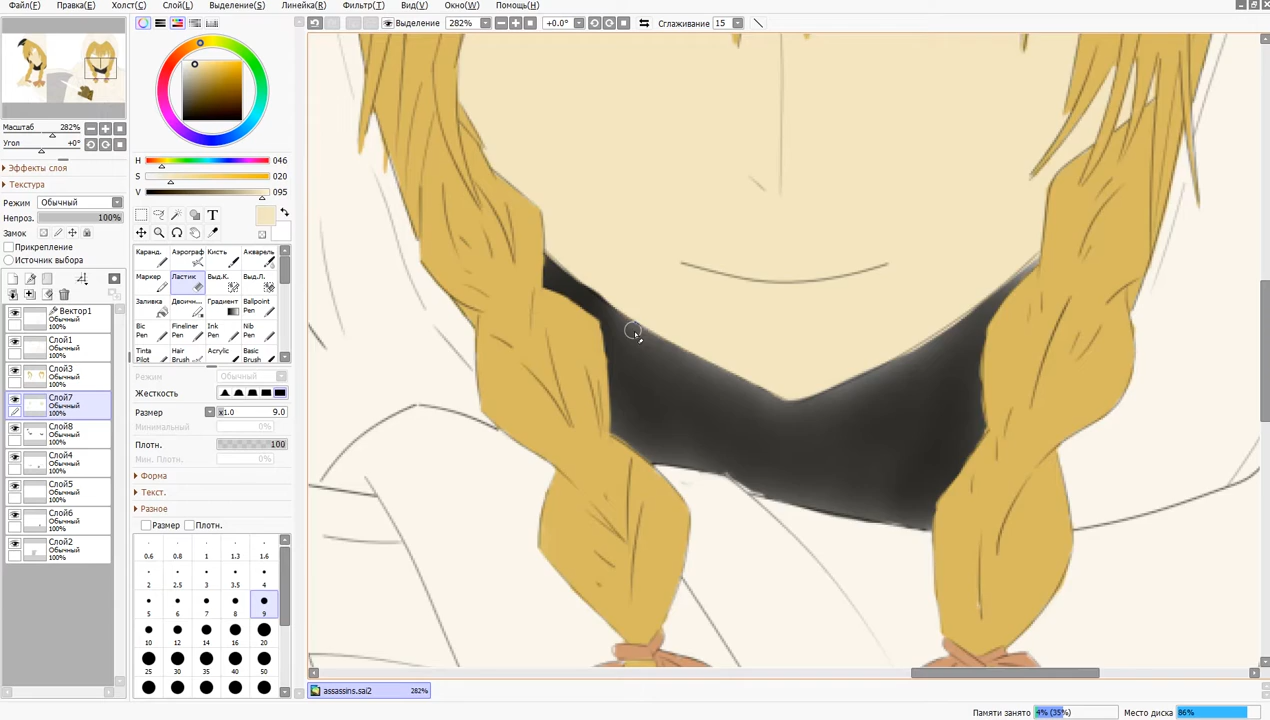 Файл(F) Правка(E) Холст(C) Слой(L) Выделение(S) Линейка(R) Фильтр(T) Вид(V) Окно(W) Помощь(H)
Выделение 282% +0.0° Сглаживание 15
Масштаб 282%
Угол +0°
Эффекты слоя
Текстура
Режим Обычный
Непроз. 100%
Замок
Прикрепление
Источник выбора
Вектор1
Обычный
100%
Слой1
Обычный
100%
Слой3
Обычный
100%
Слой7
Обычный
100%
Слой8
Обычный
100%
Слой4
Обычный
100%
Слой5
Обычный
100%
Слой6
Обычный
100%
Слой2
Обычный
100%
H 046
S 020
V 095
T
Каранд. Аэрограф Кисть Акварель
Маркер Ластик Выд.К. Выд.Л.
Заливка Двоичн... Градиент Ballpoint Pen
Bic Pen Fineliner Pen Ink Pen Nib Pen
Tinta Pilot Hair Brush Acrylic Basic Brush
Режим Обычный
Жесткость
Размер x1.0 9.0
Минимальный 0%
Плотн. 100
Мин. Плотн. 0%
Форма
Текст.
Разное
Размер Плотн.
0.6 0.8 1 1.3 1.6
2 2.5 3 3.5 4
5 6 7 8 9
10 12 14 16 20
25 30 35 40 50
assassins.sai2 282%
Памяти занято 4% (35%) Место диска 86%